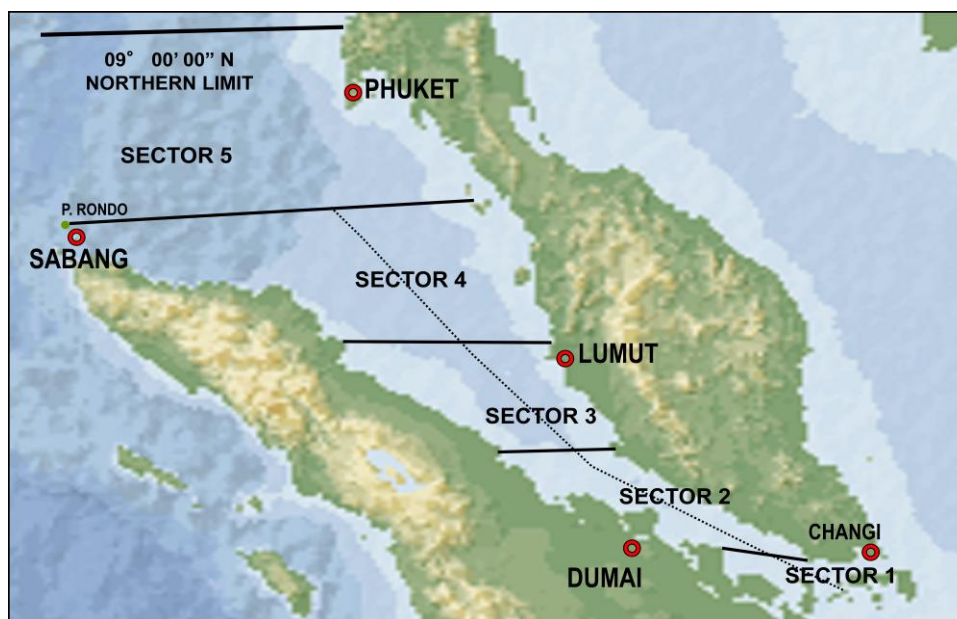 09° 00' 00” N
NORTHERN LIMIT
PHUKET
SECTOR 5
P. RONDO
SABANG
SECTOR 4
LUMUT
SECTOR 3
SECTOR 2
CHANGI
DUMAI
SECTOR 1